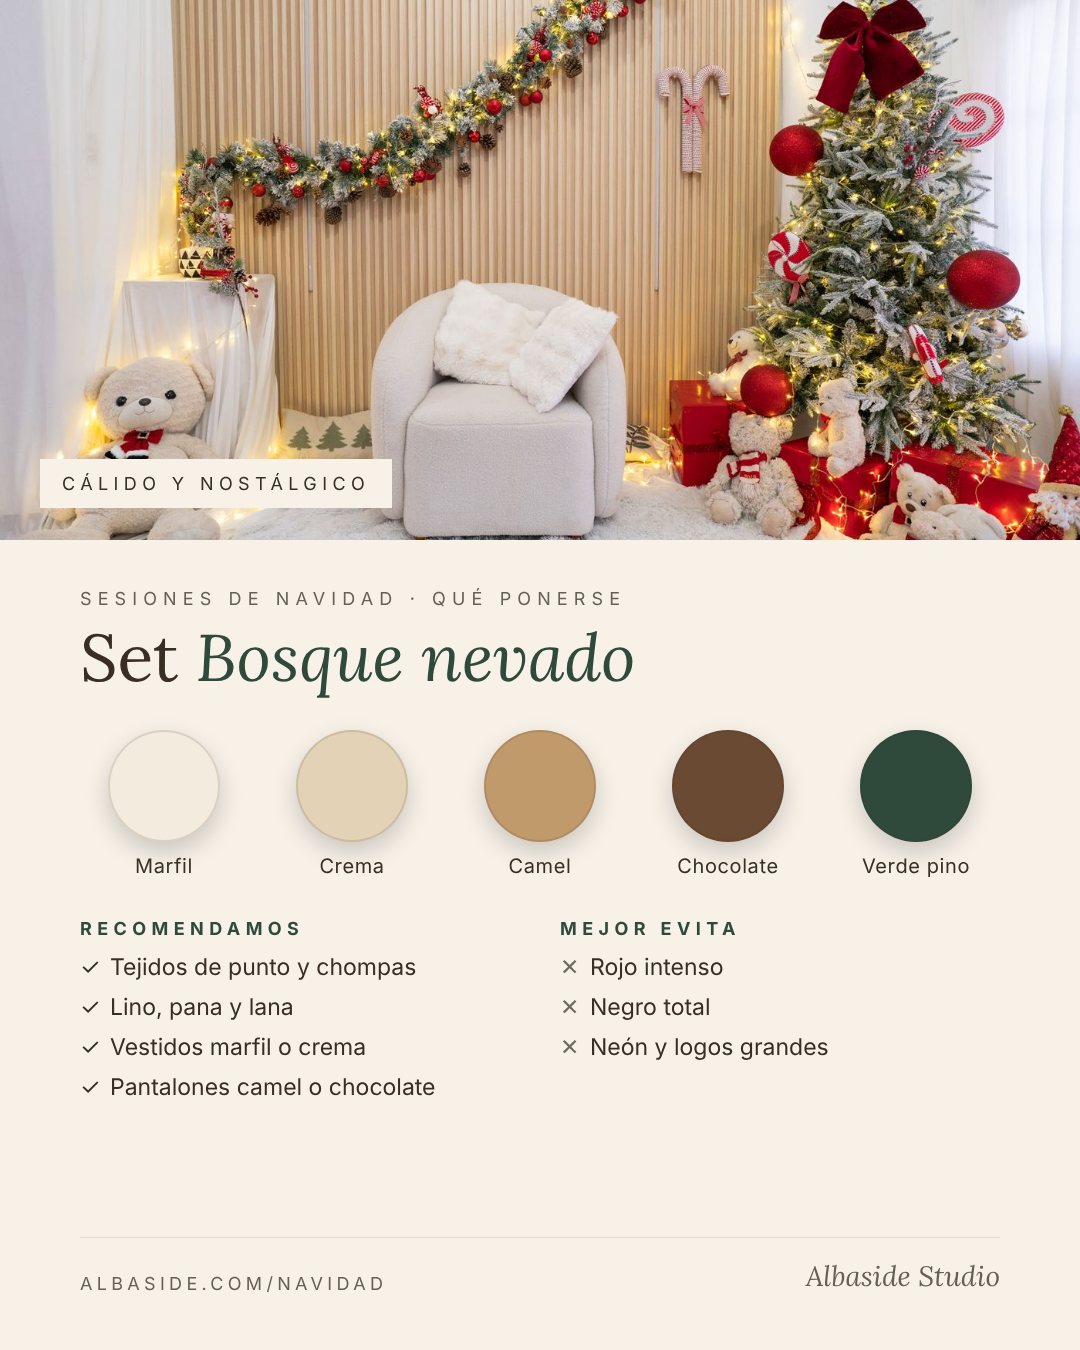 CÁLIDO Y NOSTÁLGICO
SESIONES DE NAVIDAD · QUÉ PONERSE
Set Bosque nevado
Marfil
Crema
Camel
Chocolate
Verde pino
RECOMENDAMOS
✓ Tejidos de punto y chompas
✓ Lino, pana y lana
✓ Vestidos marfil o crema
✓ Pantalones camel o chocolate
MEJOR EVITA
✕ Rojo intenso
✕ Negro total
✕ Neón y logos grandes
ALBASIDE.COM/NAVIDAD
Albaside Studio